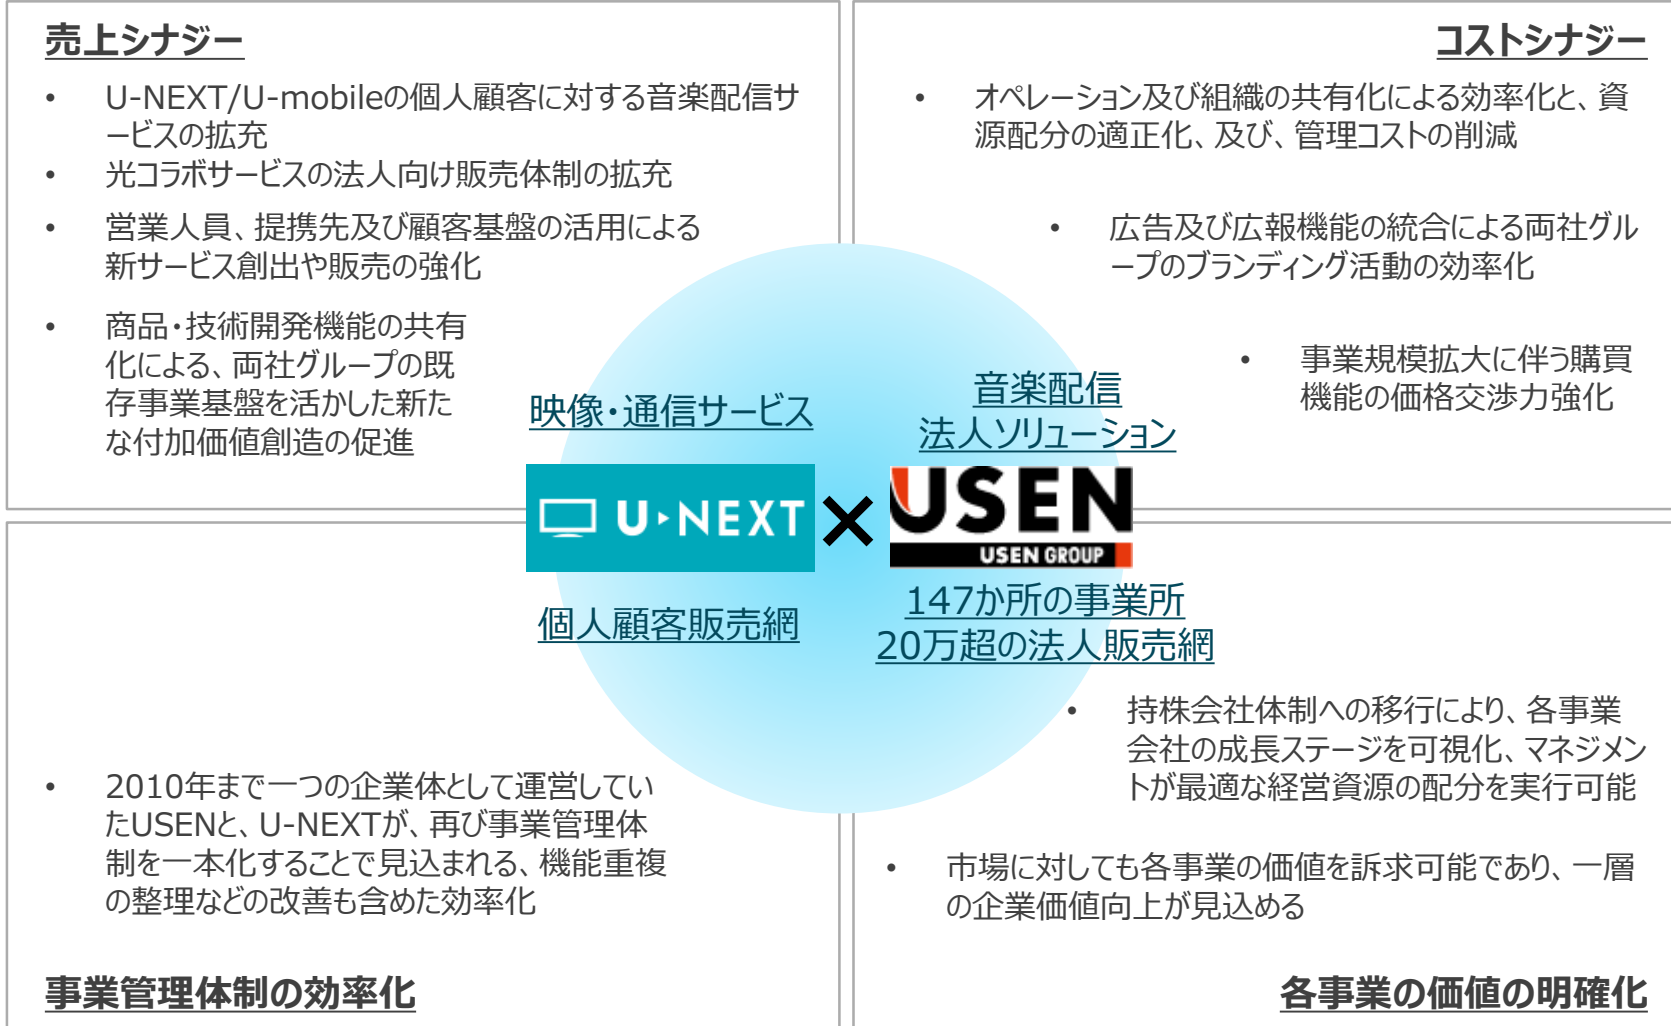 売上シナジー
• U-NEXT/U-mobileの個人顧客に対する音楽配信サ
ービスの拡充
• 光コラボサービスの法人向け販売体制の拡充
• 営業人員、提携先及び顧客基盤の活用による
新サービス創出や販売の強化
• 商品・技術開発機能の共有
化による、両社グループの既
存事業基盤を活かした新た
な付加価値創造の促進
コストシナジー
• オペレーション及び組織の共有化による効率化と、資
源配分の適正化、及び、管理コストの削減
• 広告及び広報機能の統合による両社グル
ープのブランディング活動の効率化
• 事業規模拡大に伴う購買
機能の価格交渉力強化
映像・通信サービス
U-NEXT
個人顧客販売網
×
音楽配信
法人ソリューション
USEN
USEN GROUP
147か所の事業所
20万超の法人販売網
• 2010年まで一つの企業体として運営してい
たUSENと、U-NEXTが、再び事業管理体
制を一本化することで見込まれる、機能重複
の整理などの改善も含めた効率化
事業管理体制の効率化
• 持株会社体制への移行により、各事業
会社の成長ステージを可視化、マネジメン
トが最適な経営資源の配分を実行可能
• 市場に対しても各事業の価値を訴求可能であり、一層
の企業価値向上が見込める
各事業の価値の明確化